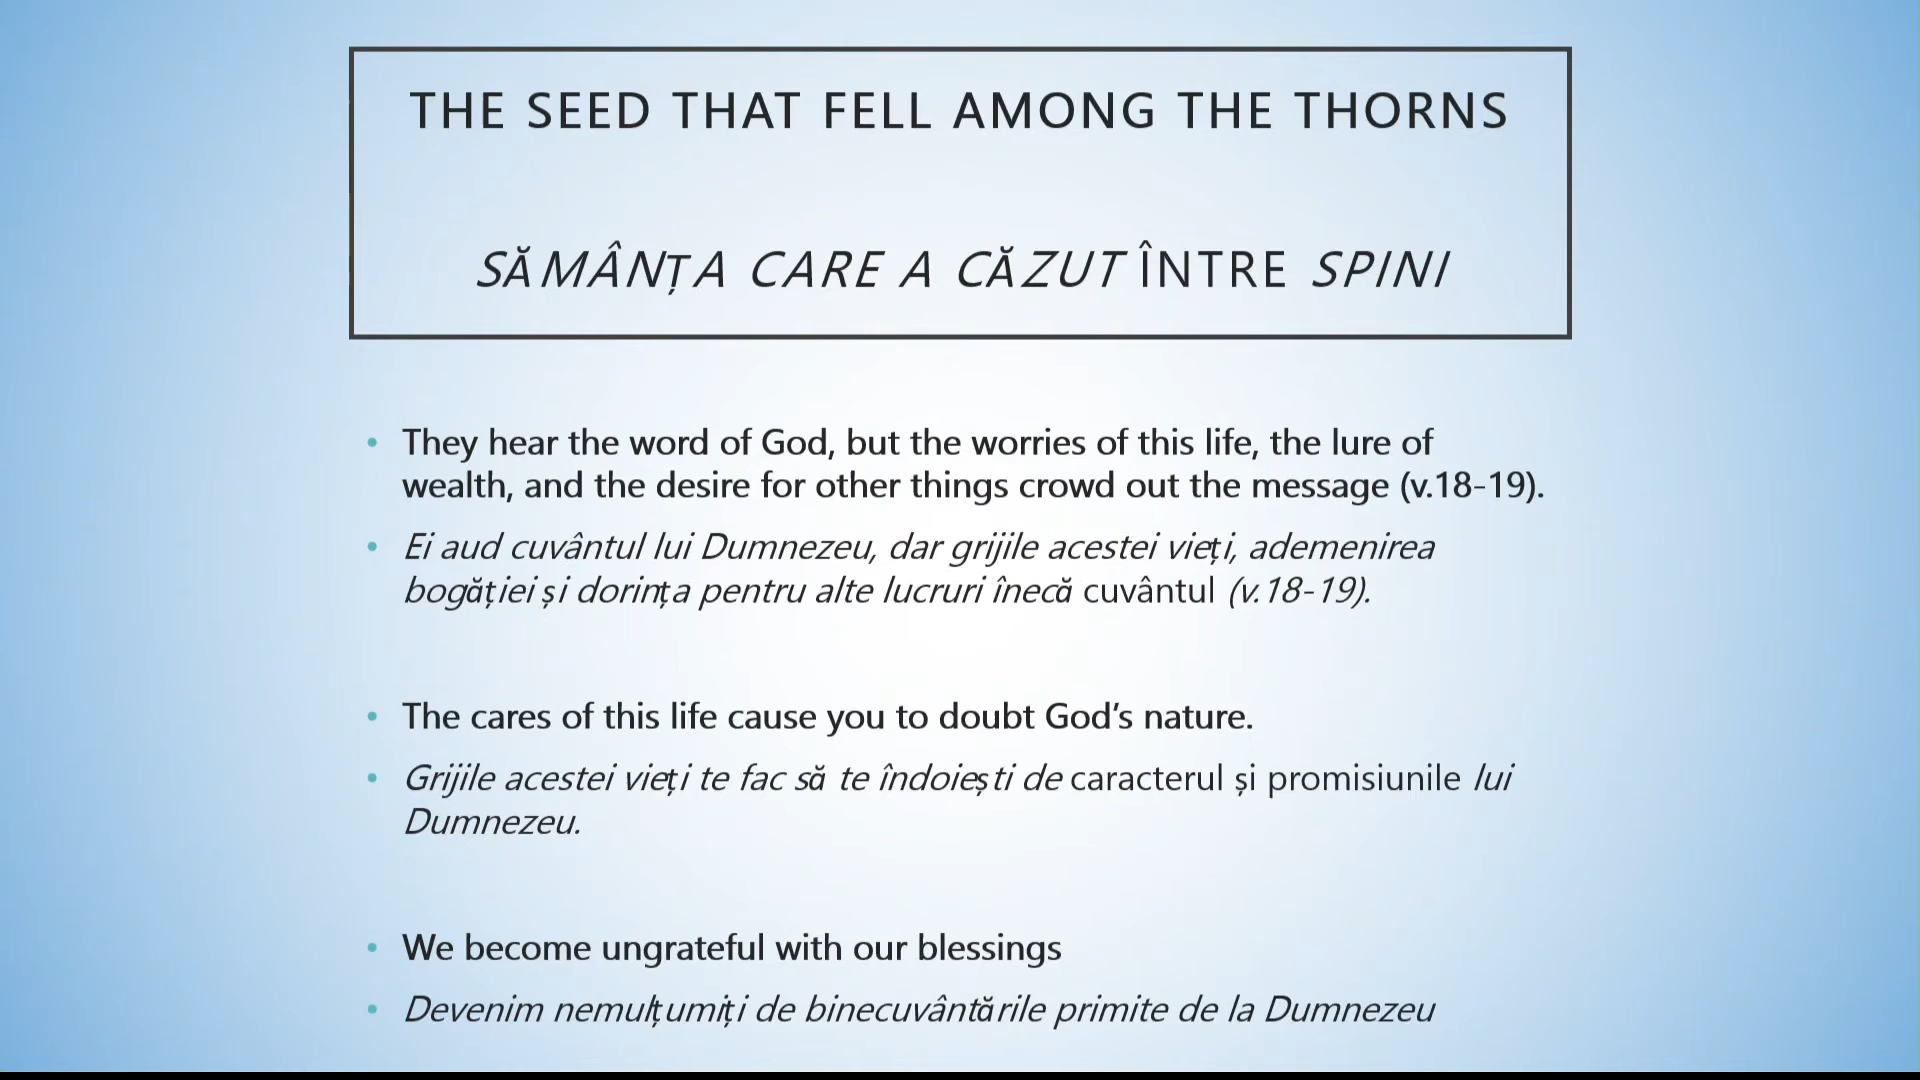 THE SEED THAT FELL AMONG THE THORNS
SĂMÂNȚA CARE A CĂZUT ÎNTRE SPINI
• They hear the word of God, but the worries of this life, the lure of
wealth, and the desire for other things crowd out the message (v.18-19).
• Ei aud cuvântul lui Dumnezeu, dar grijile acestei vieți, ademenirea
bogăției și dorința pentru alte lucruri înecă cuvântul (v.18-19).
• The cares of this life cause you to doubt God’s nature.
• Grijile acestei vieți te fac să te îndoiești de caracterul și promisiunile lui
Dumnezeu.
• We become ungrateful with our blessings
• Devenim nemulțumiți de binecuvântările primite de la Dumnezeu